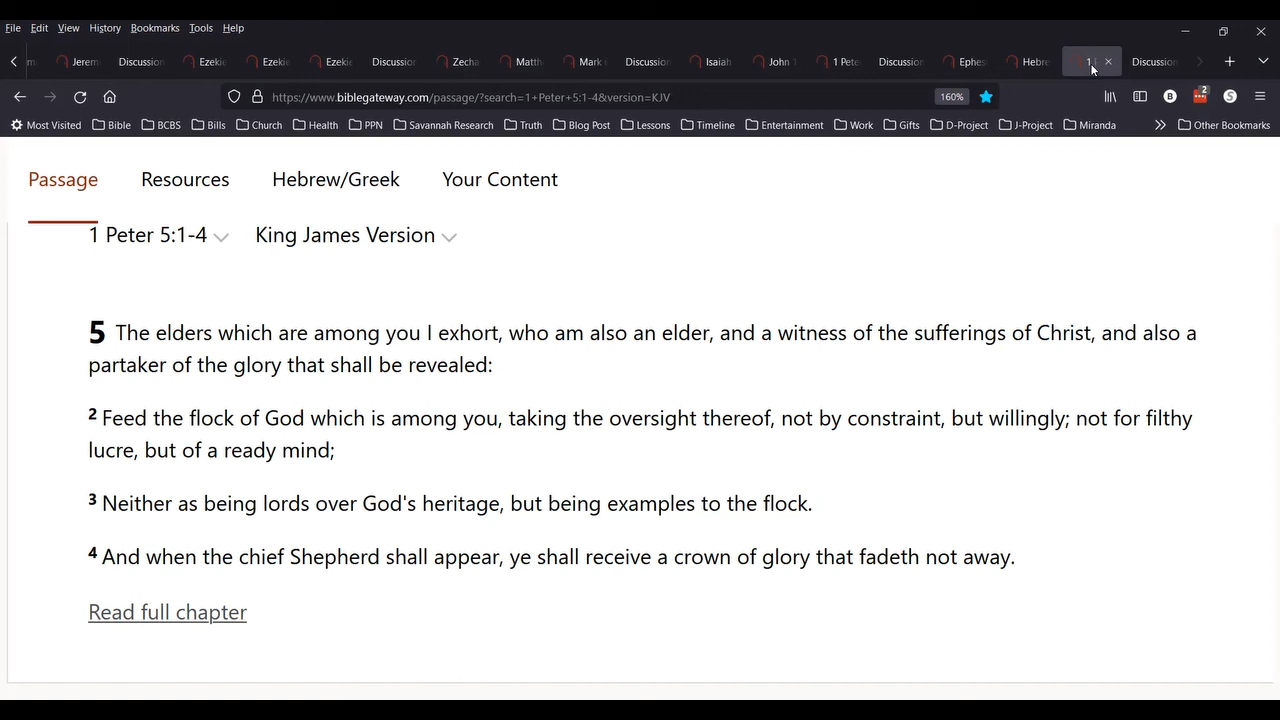 File Edit View History Bookmarks Tools Help
Jerem Discussion Ezekie Ezekie Ezekie Discussion Zecha Matth Mark Discussion Isaiah John 1 1 Pete Discussion Ephes Hebre 1 Discussion
https://www.biblegateway.com/passage/?search=1+Peter+5:1-4&version=KJV 160% B 2 S
Most Visited Bible BCBS Bills Church Health PPN Savannah Research Truth Blog Post Lessons Timeline Entertainment Work Gifts D-Project J-Project Miranda Other Bookmarks
Passage Resources Hebrew/Greek Your Content
1 Peter 5:1-4 King James Version
5 The elders which are among you I exhort, who am also an elder, and a witness of the sufferings of Christ, and also a
partaker of the glory that shall be revealed:
2 Feed the flock of God which is among you, taking the oversight thereof, not by constraint, but willingly; not for filthy
lucre, but of a ready mind;
3 Neither as being lords over God's heritage, but being examples to the flock.
4 And when the chief Shepherd shall appear, ye shall receive a crown of glory that fadeth not away.
Read full chapter